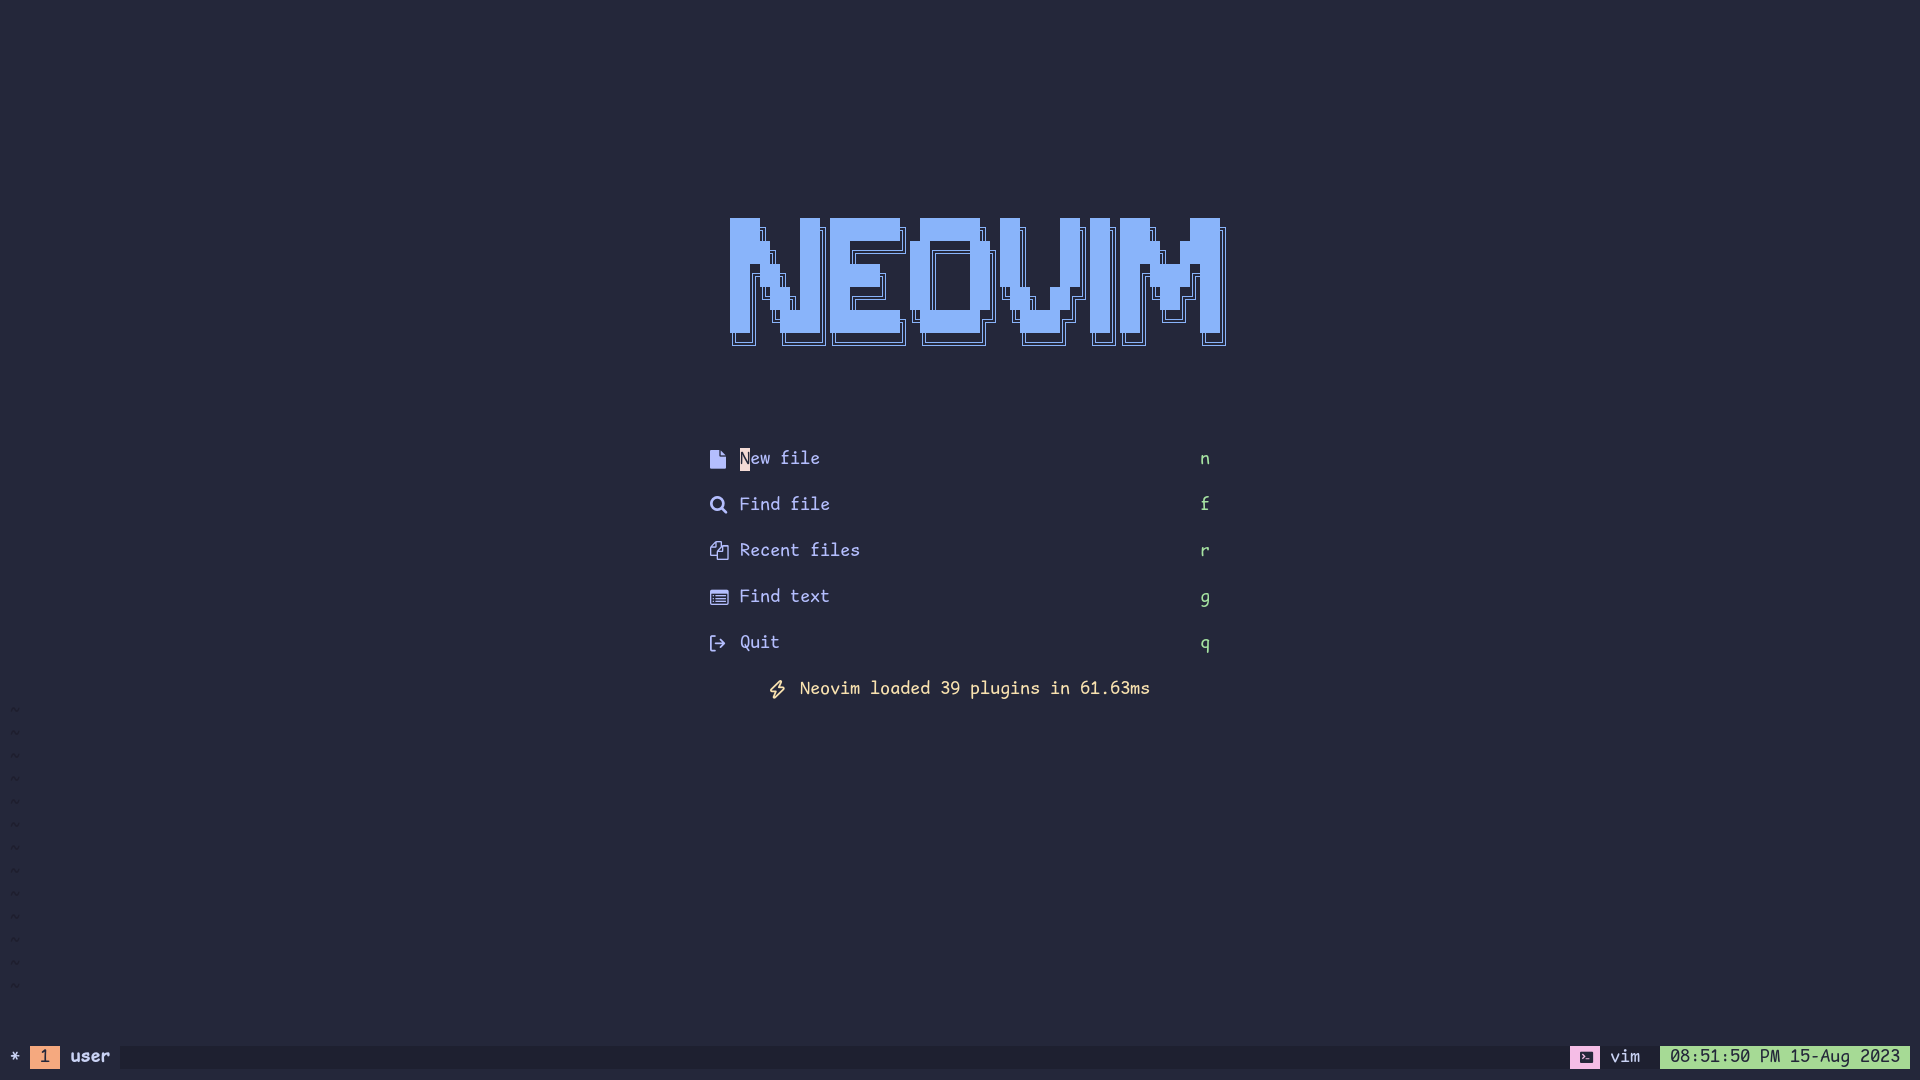 NEOVIM
New file n
Find file f
Recent files r
Find text g
Quit q
Neovim loaded 39 plugins in 61.63ms
~
~
~
~
~
~
~
~
~
~
~
~
~
* 1 user vim 08:51:50 PM 15-Aug 2023